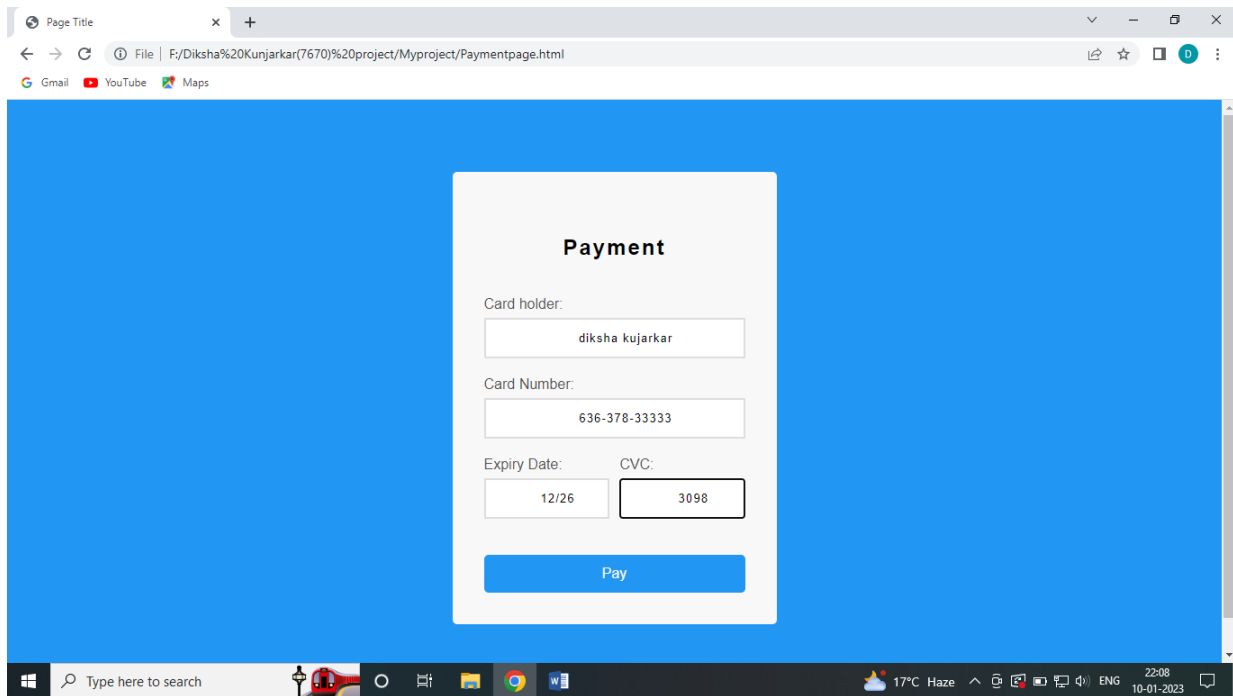 Page Title
File F:/Diksha%20Kunjarkar(7670)%20project/Myproject/Paymentpage.html
D
Gmail YouTube Maps
Payment
Card holder:
diksha kujarkar
Card Number:
636-378-33333
Expiry Date: CVC:
12/26 3098
Pay
Type here to search 17°C Haze ENG 22:08
10-01-2023